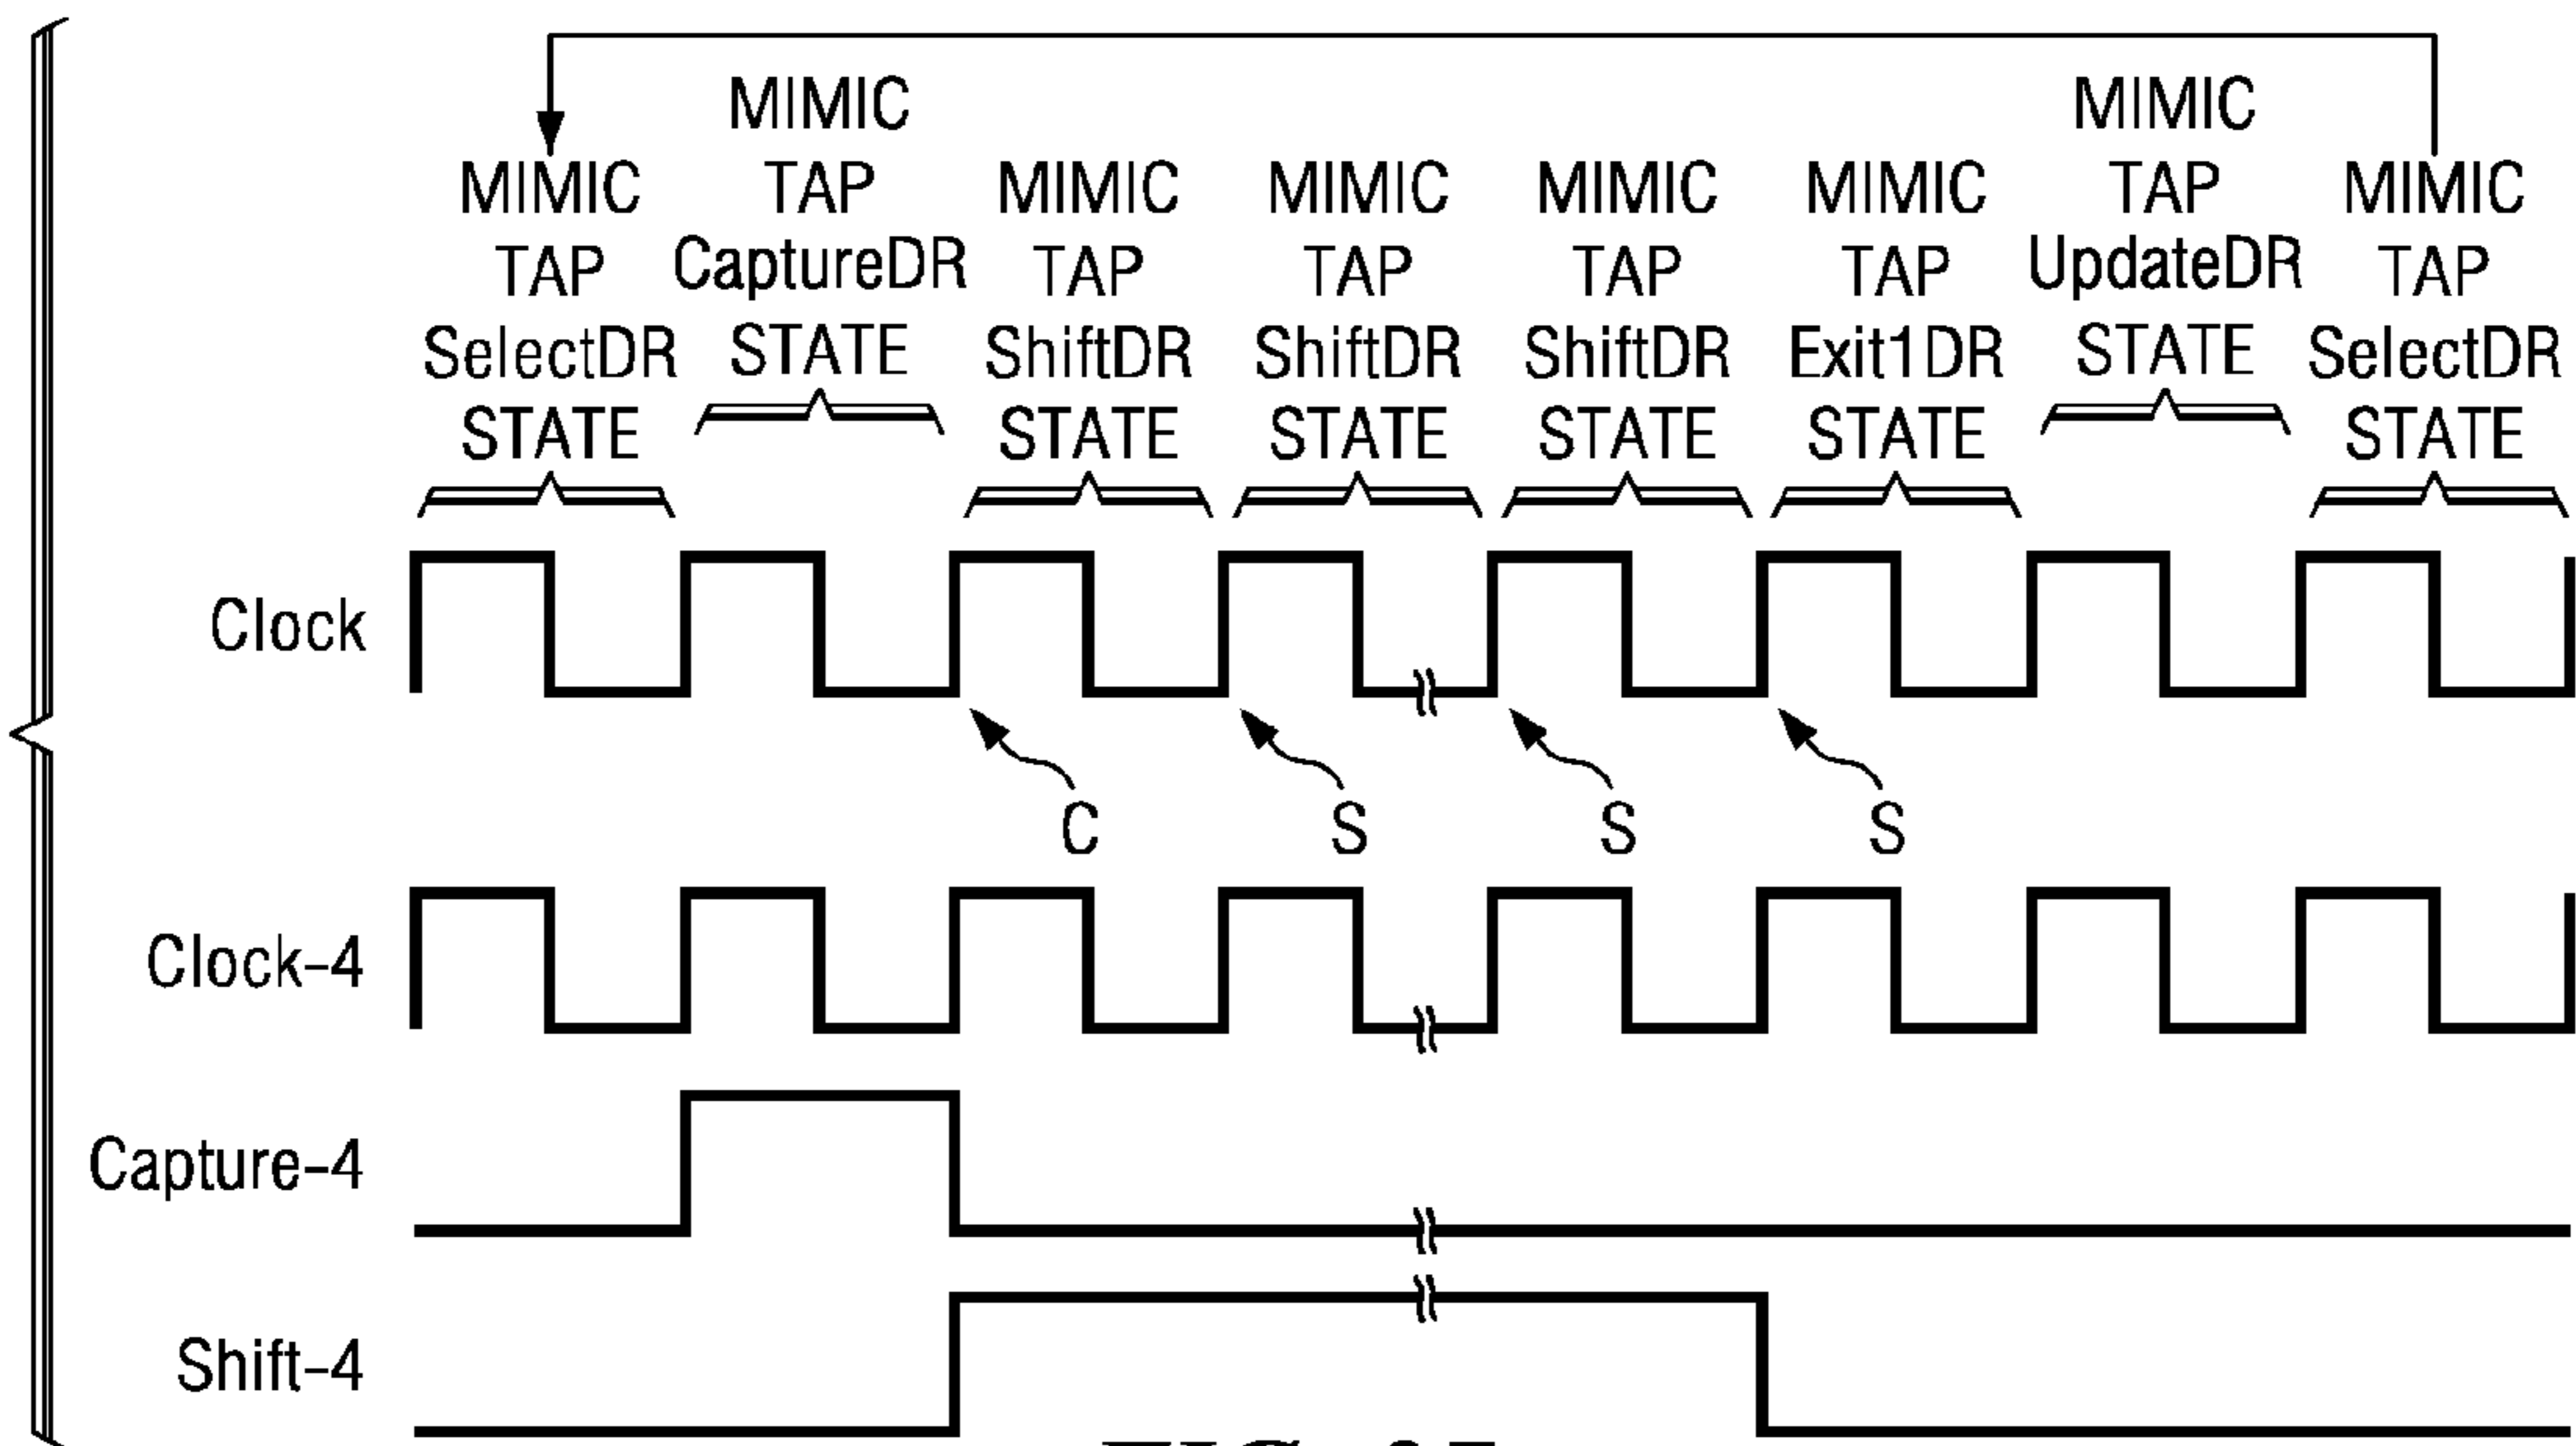 MIMIC
TAP
SelectDR
STATE
MIMIC
TAP
CaptureDR
STATE
MIMIC
TAP
ShiftDR
STATE
MIMIC
TAP
ShiftDR
STATE
MIMIC
TAP
ShiftDR
STATE
MIMIC
TAP
Exit1DR
STATE
MIMIC
TAP
UpdateDR
STATE
MIMIC
TAP
SelectDR
STATE
Clock
C
S
S
S
Clock-4
Capture-4
Shift-4